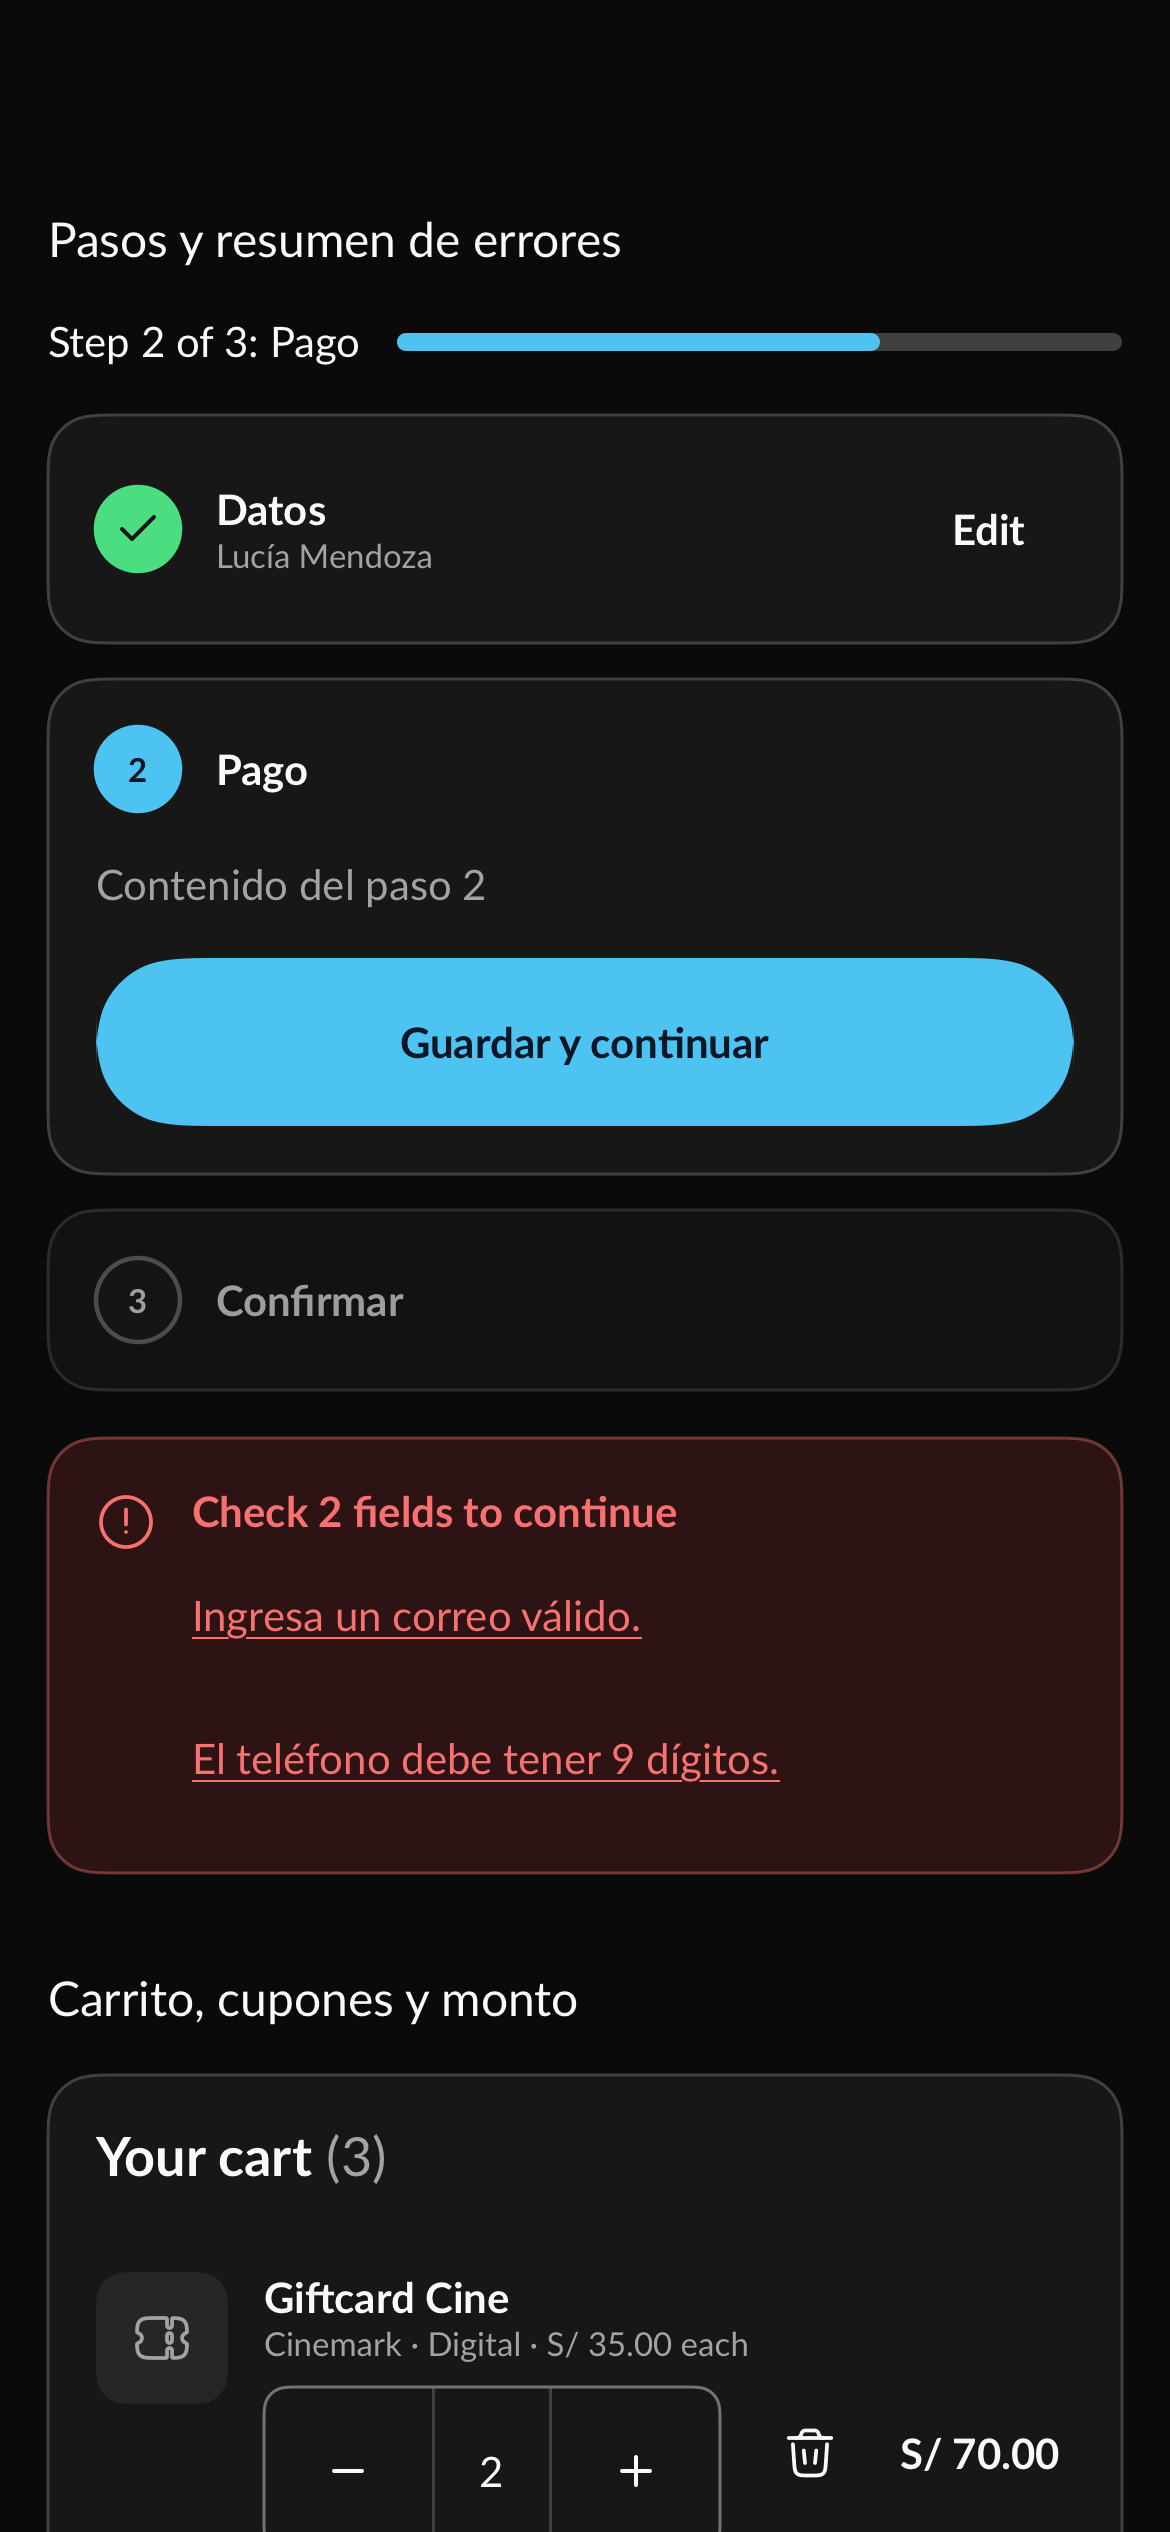 Pasos y resumen de errores
Step 2 of 3: Pago
Datos
Lucía Mendoza
Edit
2
Pago
Contenido del paso 2
Guardar y continuar
3
Confirmar
Check 2 fields to continue
Ingresa un correo válido.
El teléfono debe tener 9 dígitos.
Carrito, cupones y monto
Your cart (3)
Giftcard Cine
Cinemark · Digital · S/ 35.00 each
2
S/ 70.00